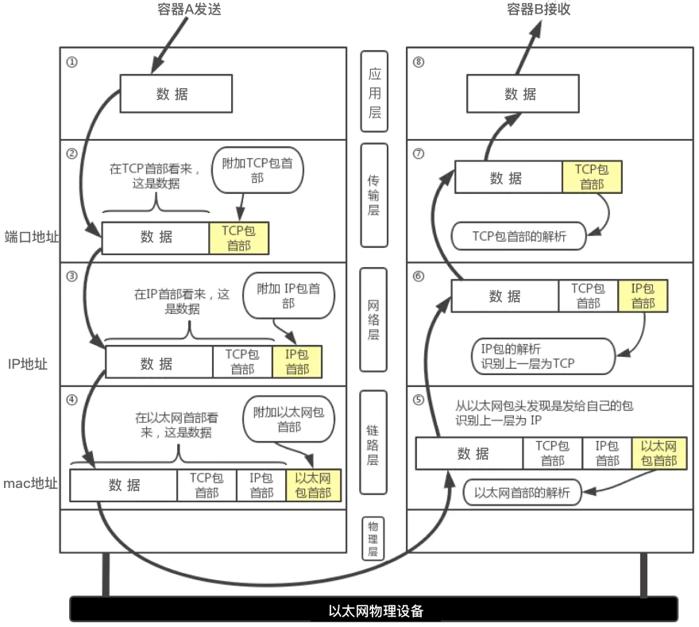 容器A发送
容器B接收
①
数 据
应
用
层
⑧
数 据
②
在TCP首部看来，
这是数据
附加TCP包首
部
端口地址
数 据
TCP包
首部
传
输
层
⑦
数 据
TCP包
首部
TCP包首部的解析
③
在IP首部看来，这
是数据
附加 IP包首
部
IP地址
数 据
TCP包
首部
IP包
首部
网
络
层
⑥
数 据
TCP包
首部
IP包
首部
IP包的解析
识别上一层为TCP
④
在以太网首部看
来，这是数据
附加以太网包
首部
mac地址
数 据
TCP包
首部
IP包
首部
以太网
包首部
链
路
层
⑤
从以太网包头发现是发给自己的包
识别上一层为 IP
数 据
TCP包
首部
IP包
首部
以太网
包首部
以太网首部的解析
物
理
层
以太网物理设备